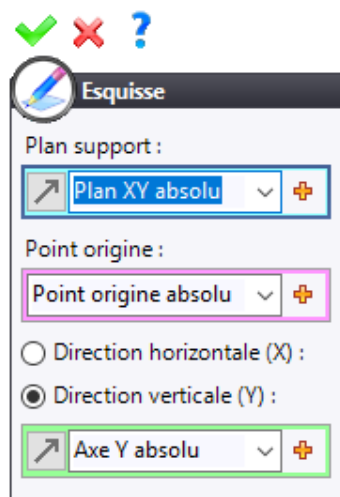 ?
Esquisse
Plan support :
Plan XY absolu
Point origine :
Point origine absolu
Direction horizontale (X) :
Direction verticale (Y) :
Axe Y absolu